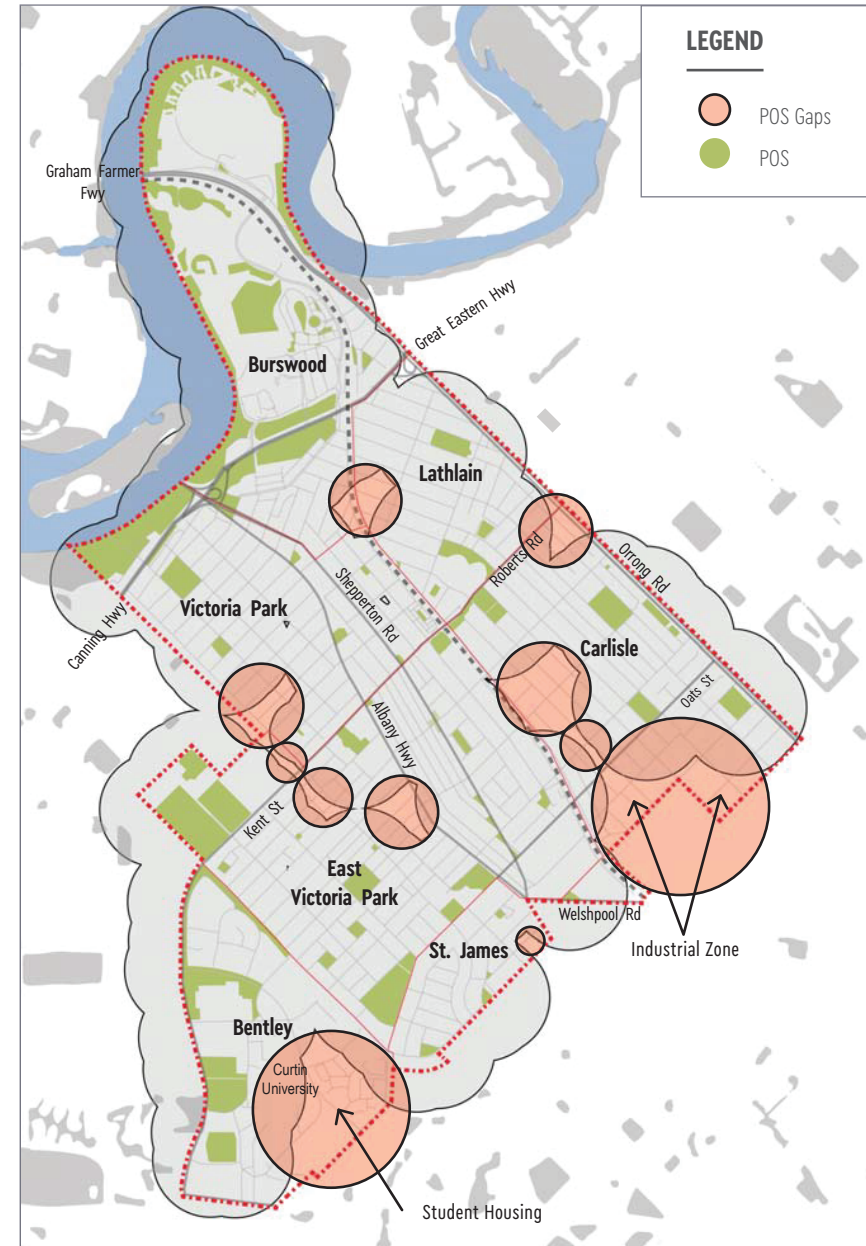 LEGEND
POS Gaps
POS
Graham Farmer
Fwy
Great Eastern Hwy
Burswood
Lathlain
Roberts Rd
Orrong Rd
Shepperton Rd
Victoria Park
Canning Hwy
Carlisle
Oats St
Albany Hwy
Kent St
East
Victoria Park
Welshpool Rd
St. James
Industrial Zone
Bentley
Curtin
University
Student Housing